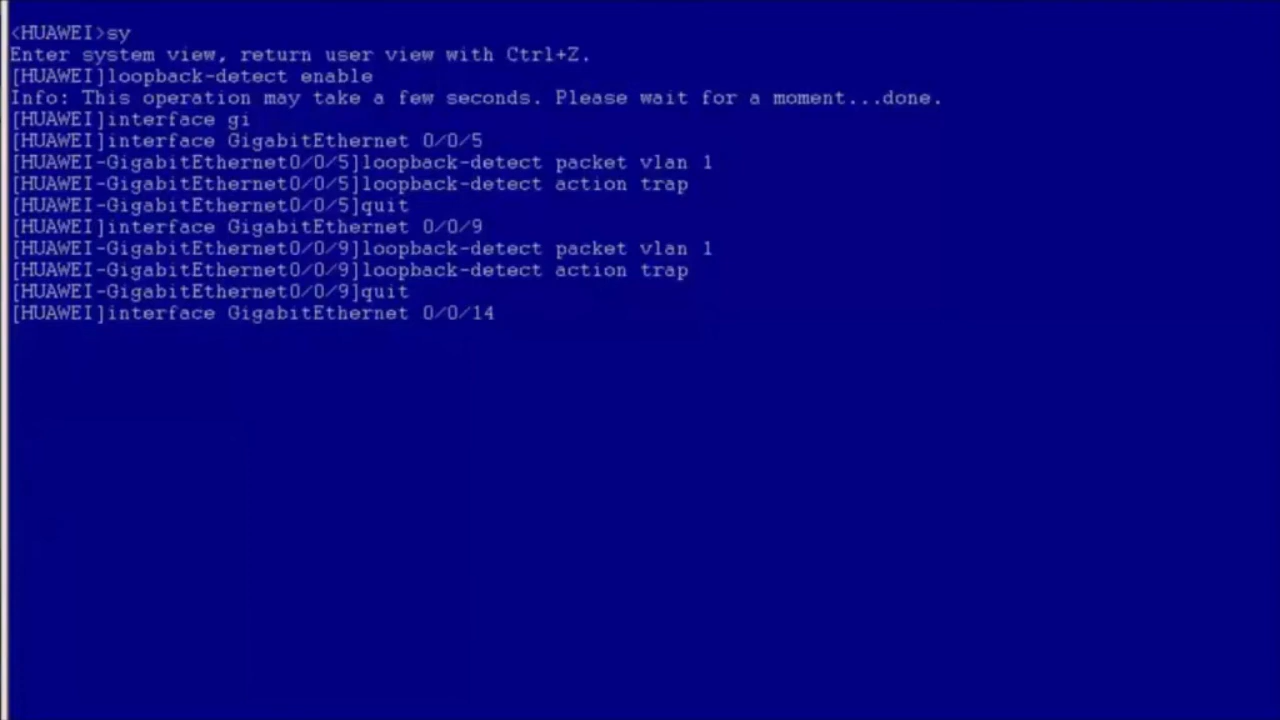 <HUAWEI>sy
Enter system view, return user view with Ctrl+Z.
[HUAWEI]loopback-detect enable
Info: This operation may take a few seconds. Please wait for a moment...done.
[HUAWEI]interface gi
[HUAWEI]interface GigabitEthernet 0/0/5
[HUAWEI-GigabitEthernet0/0/5]loopback-detect packet vlan 1
[HUAWEI-GigabitEthernet0/0/5]loopback-detect action trap
[HUAWEI-GigabitEthernet0/0/5]quit
[HUAWEI]interface GigabitEthernet 0/0/9
[HUAWEI-GigabitEthernet0/0/9]loopback-detect packet vlan 1
[HUAWEI-GigabitEthernet0/0/9]loopback-detect action trap
[HUAWEI-GigabitEthernet0/0/9]quit
[HUAWEI]interface GigabitEthernet 0/0/14